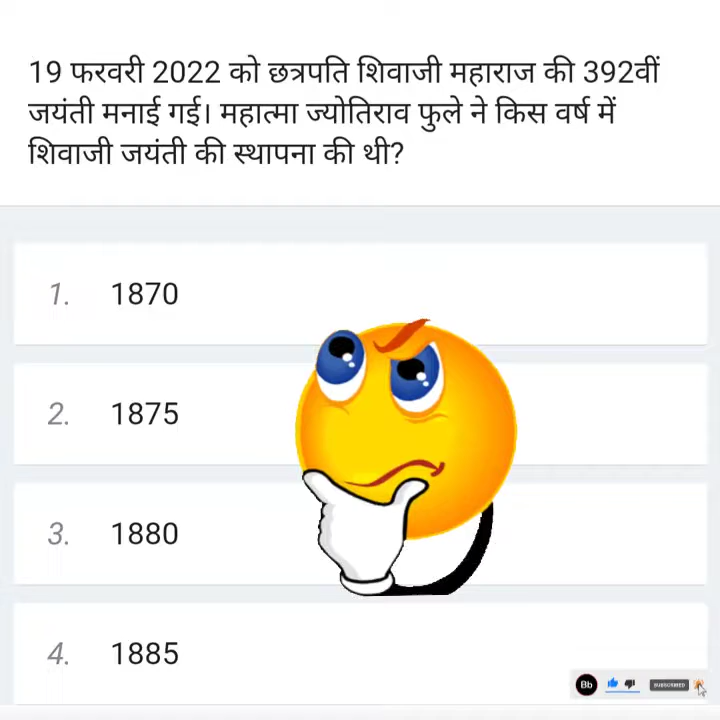 19 फरवरी 2022 को छत्रपति शिवाजी महाराज की 392वीं
जयंती मनाई गई। महात्मा ज्योतिराव फुले ने किस वर्ष में
शिवाजी जयंती की स्थापना की थी?
1. 1870
2. 1875
3. 1880
4. 1885
Bb SUBSCRIBED